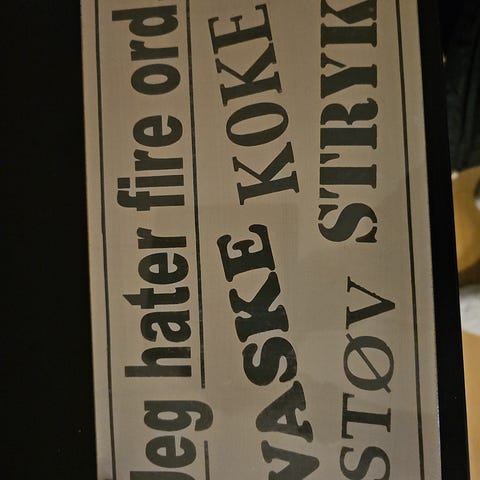 Jeg hater fire ord
VASKE KOKE
STØV STRYK